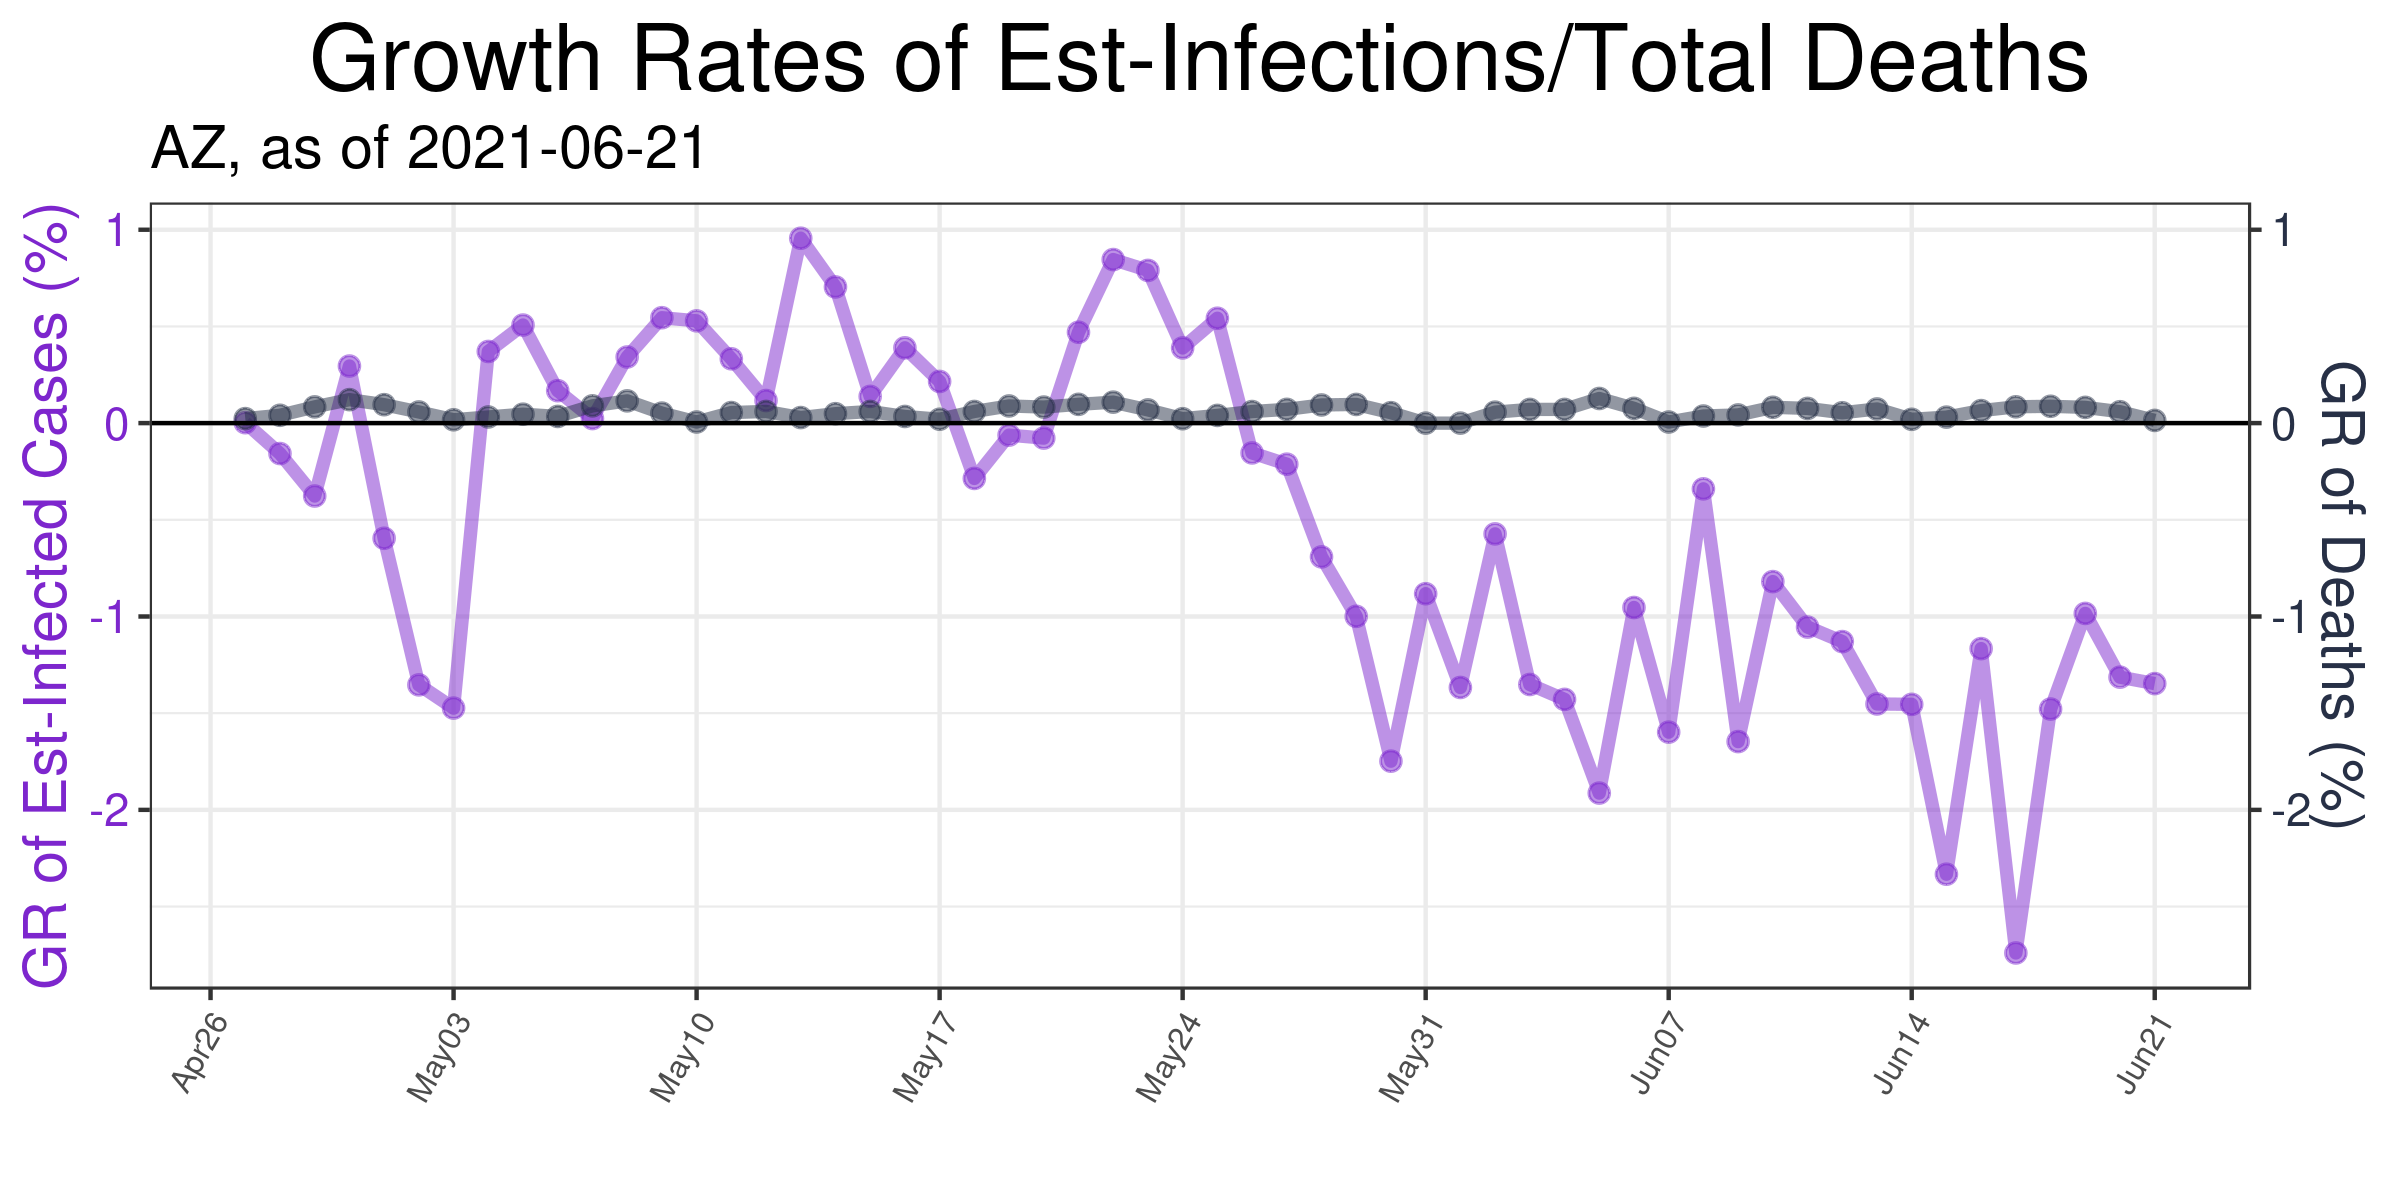 Growth Rates of Est-Infections/Total Deaths
AZ, as of 2021-06-21
GR of Est-Infected Cases (%)
1
0
-1
-2
1
0
-1
-2
GR of Deaths (%)
Apr26
May03
May10
May17
May24
May31
Jun07
Jun14
Jun21